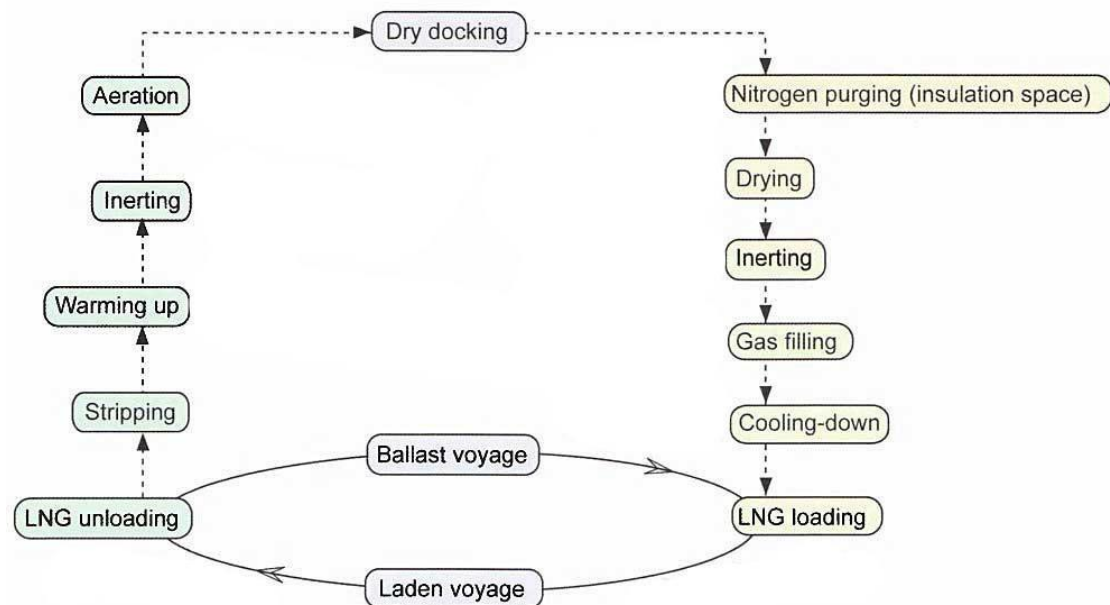 Dry docking
Aeration
Nitrogen purging (insulation space)
Drying
Inerting
Inerting
Warming up
Gas filling
Stripping
Cooling-down
Ballast voyage
LNG unloading
LNG loading
Laden voyage